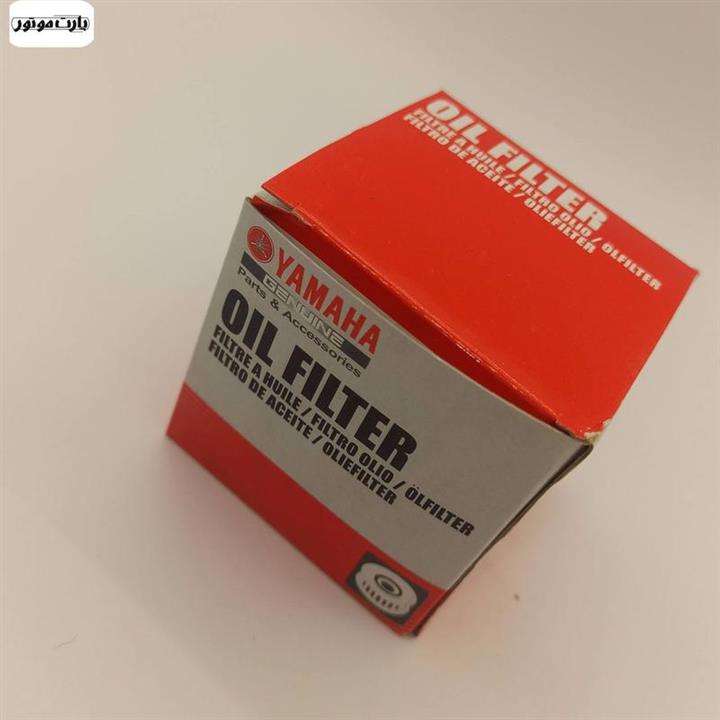 پارت موتور
OIL FILTER
FILTRE A HUILE / FILTRO OLIO / ÖLFILTER
FILTRO DE ACEITE / OLIEFILTER
YAMAHA
GENUINE
Parts & Accessories
OIL FILTER
FILTRE A HUILE / FILTRO OLIO / ÖLFILTER
FILTRO DE ACEITE / OLIEFILTER